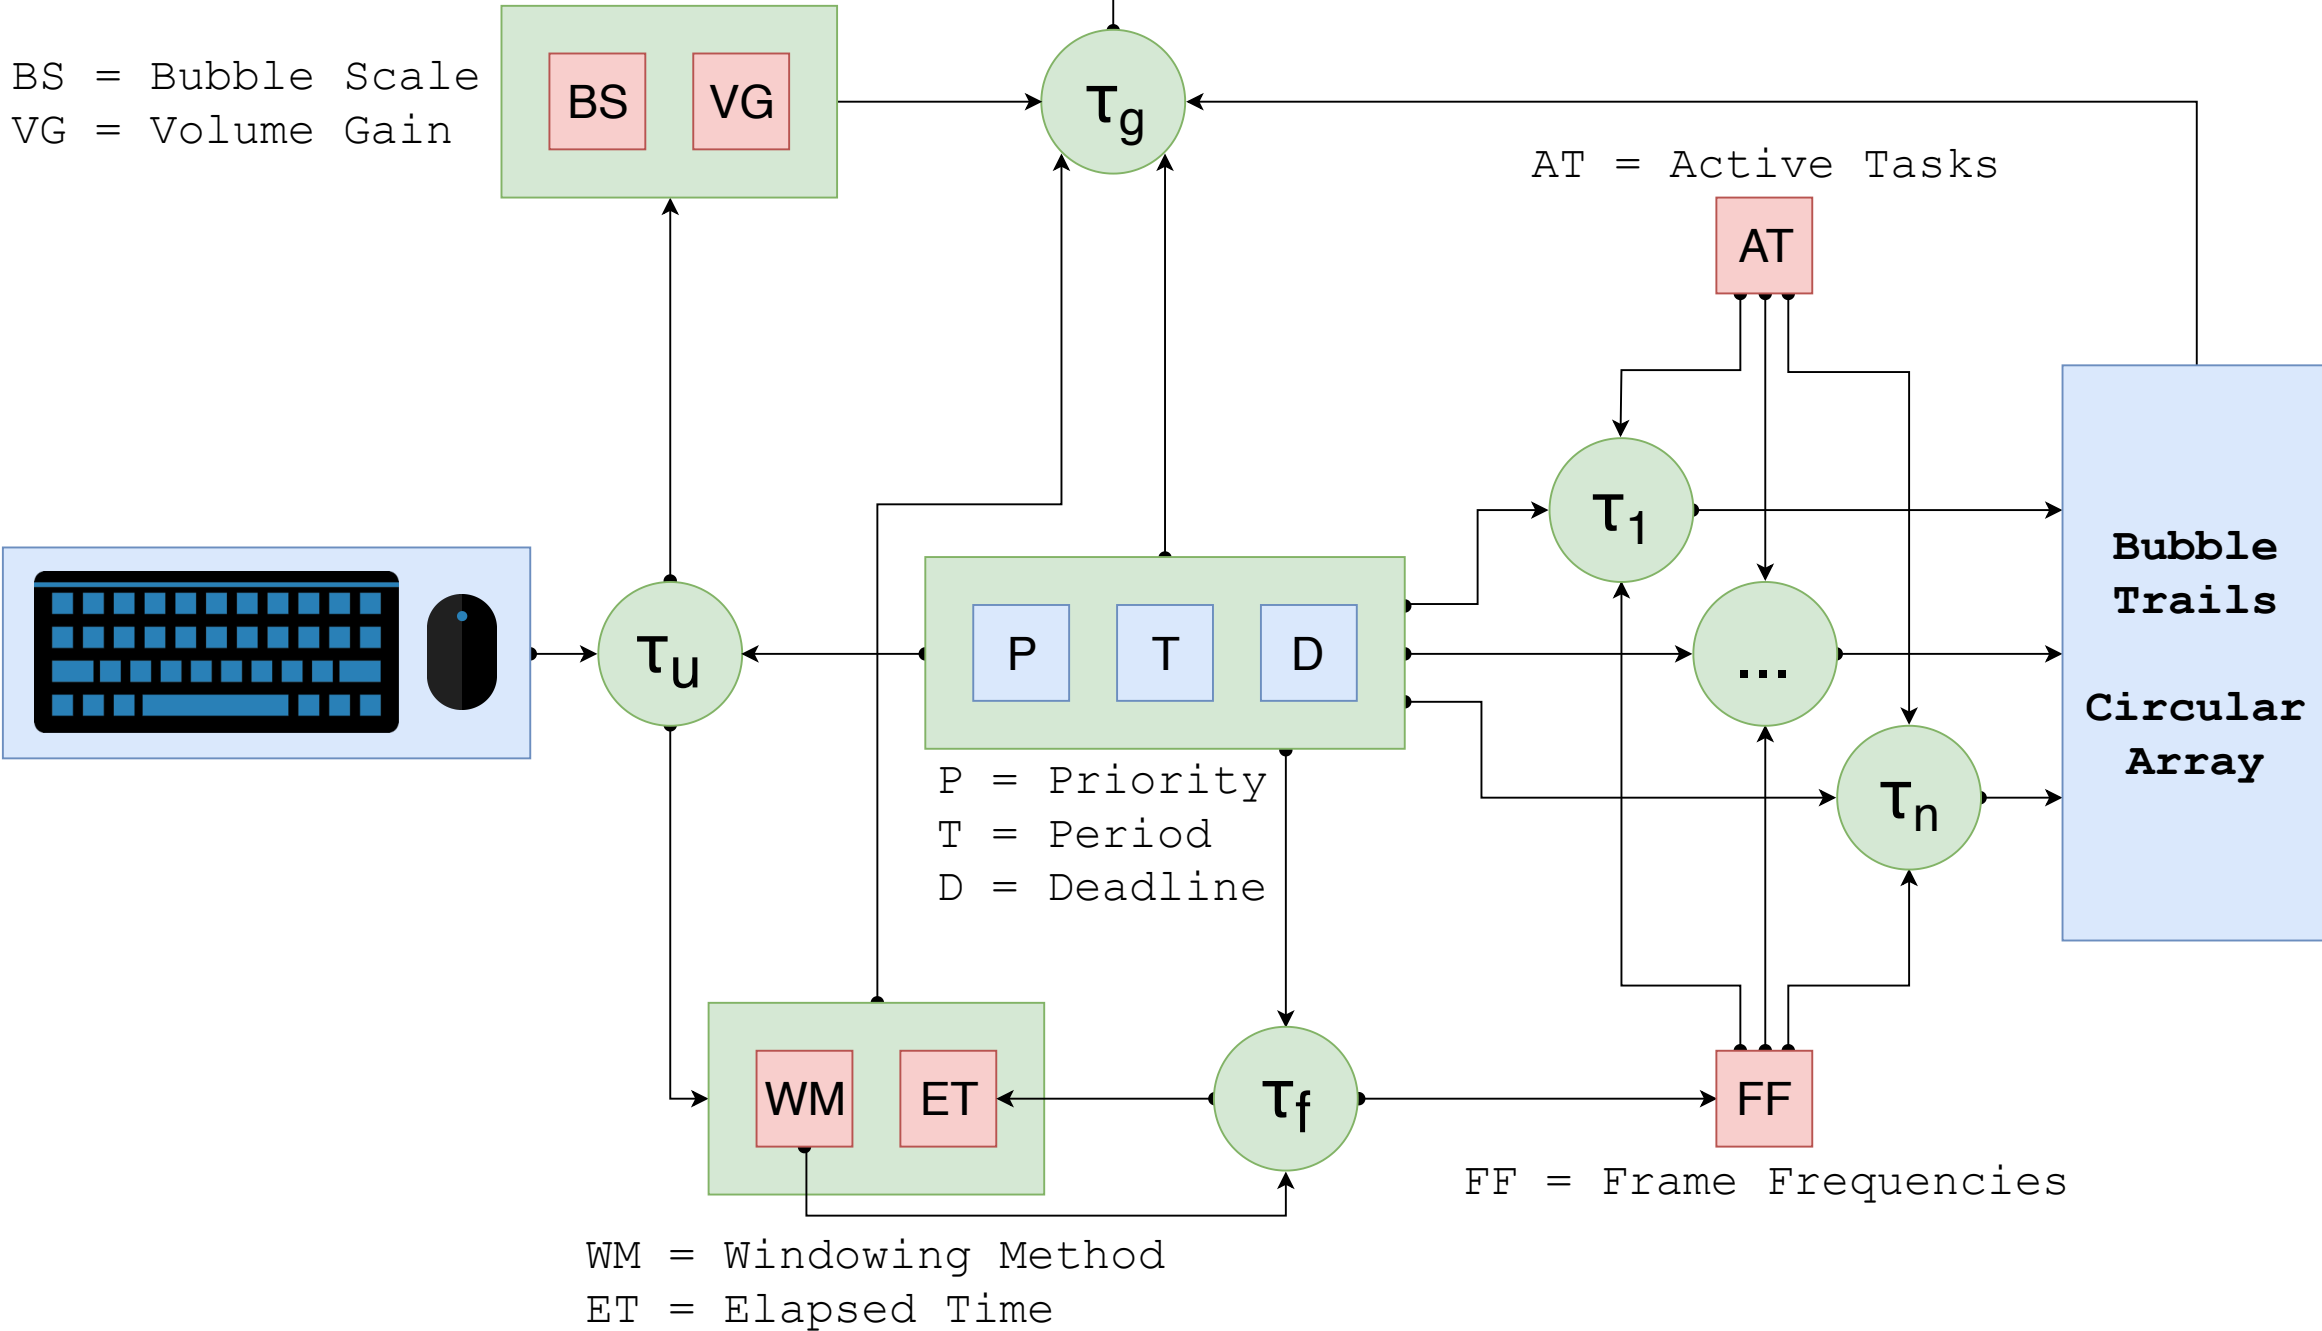 BS = Bubble Scale
VG = Volume Gain
BS
VG
τg
AT = Active Tasks
AT
τ1
...
τn
Bubble
Trails
Circular
Array
τu
P
T
D
P = Priority
T = Period
D = Deadline
WM
ET
τf
FF
FF = Frame Frequencies
WM = Windowing Method
ET = Elapsed Time